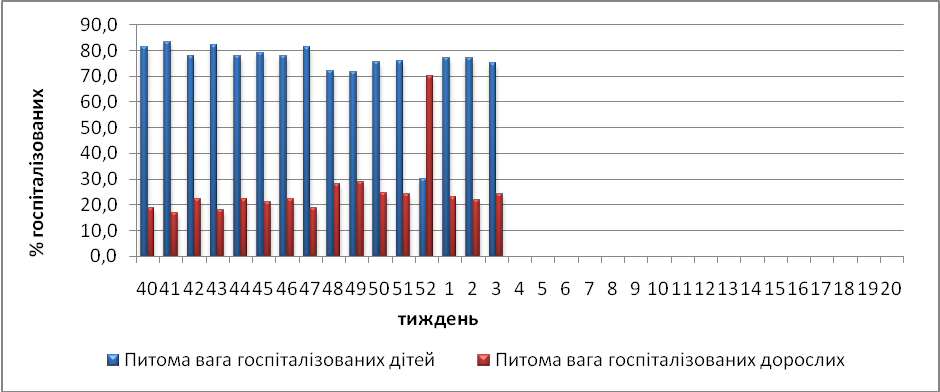 90,0
80,0
70,0
60,0
50,0
40,0
30,0
20,0
10,0
0,0
% госпіталізованих
40 41 42 43 44 45 46 47 48 49 50 51 52 1 2 3 4 5 6 7 8 9 10 11 12 13 14 15 16 17 18 19 20
тиждень
Питома вага госпіталізованих дітей Питома вага госпіталізованих дорослих